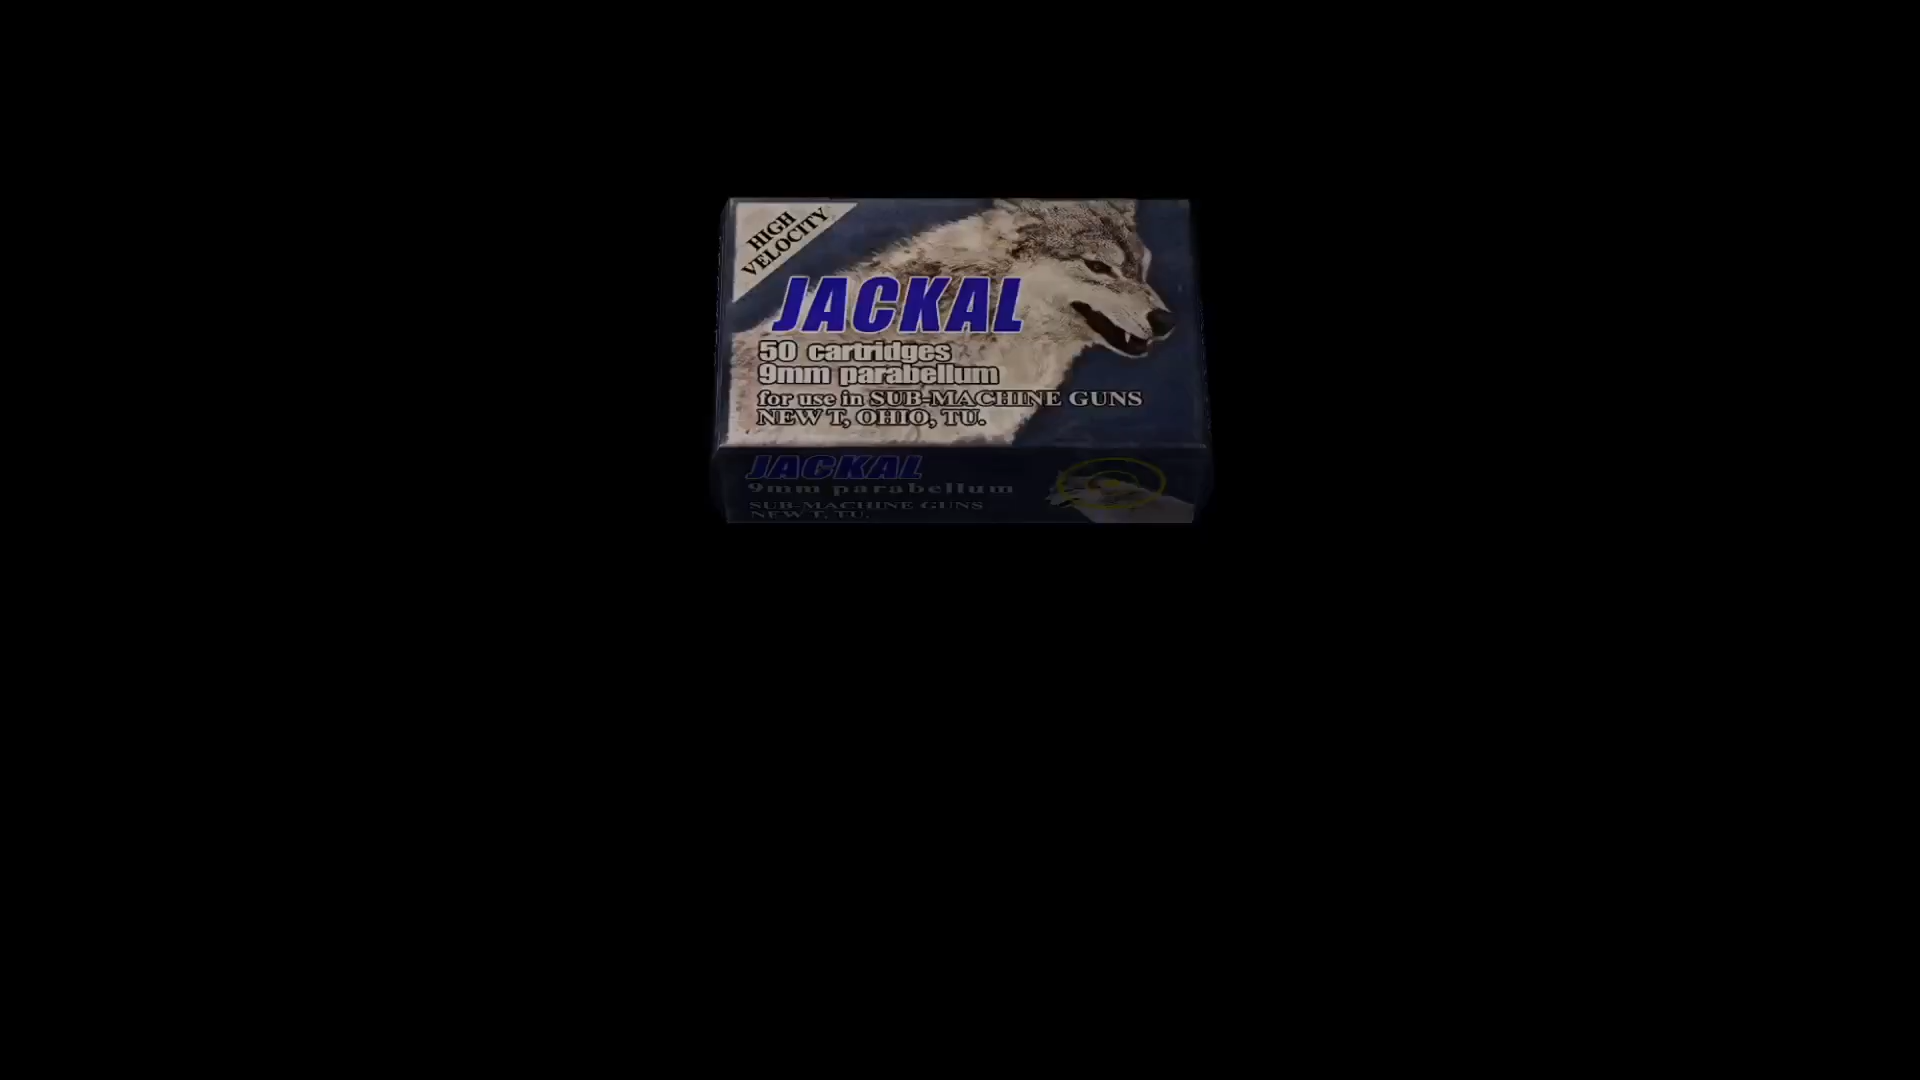 HIGH
VELOCITY
JACKAL
50 cartridges
9mm parabellum
for use in SUB-MACHINE GUNS
NEW T, OHIO, TU.
JACKAL
9mm parabellum
SUB-MACHINE GUNS
NEW T, TU.